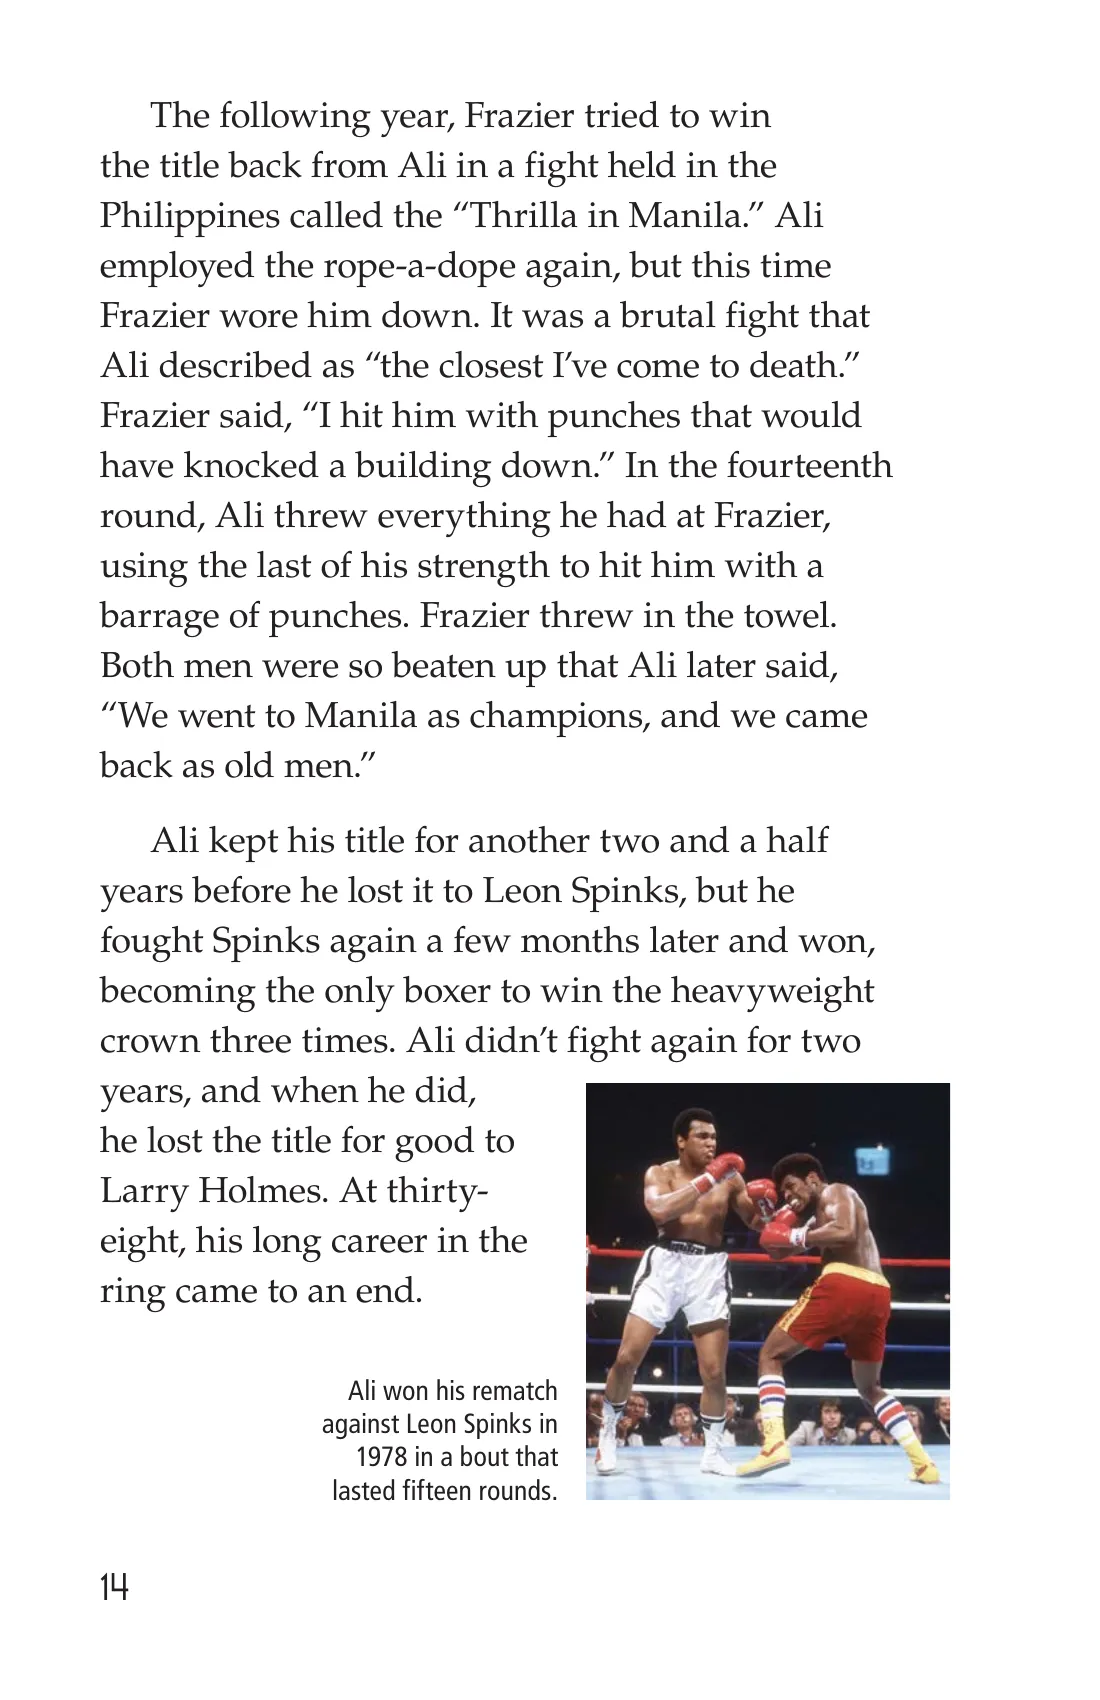 The following year, Frazier tried to win
the title back from Ali in a fight held in the
Philippines called the “Thrilla in Manila.” Ali
employed the rope-a-dope again, but this time
Frazier wore him down. It was a brutal fight that
Ali described as “the closest I’ve come to death.”
Frazier said, “I hit him with punches that would
have knocked a building down.” In the fourteenth
round, Ali threw everything he had at Frazier,
using the last of his strength to hit him with a
barrage of punches. Frazier threw in the towel.
Both men were so beaten up that Ali later said,
“We went to Manila as champions, and we came
back as old men.”
Ali kept his title for another two and a half
years before he lost it to Leon Spinks, but he
fought Spinks again a few months later and won,
becoming the only boxer to win the heavyweight
crown three times. Ali didn’t fight again for two
years, and when he did,
he lost the title for good to
Larry Holmes. At thirty-
eight, his long career in the
ring came to an end.
Ali won his rematch
against Leon Spinks in
1978 in a bout that
lasted fifteen rounds.
14